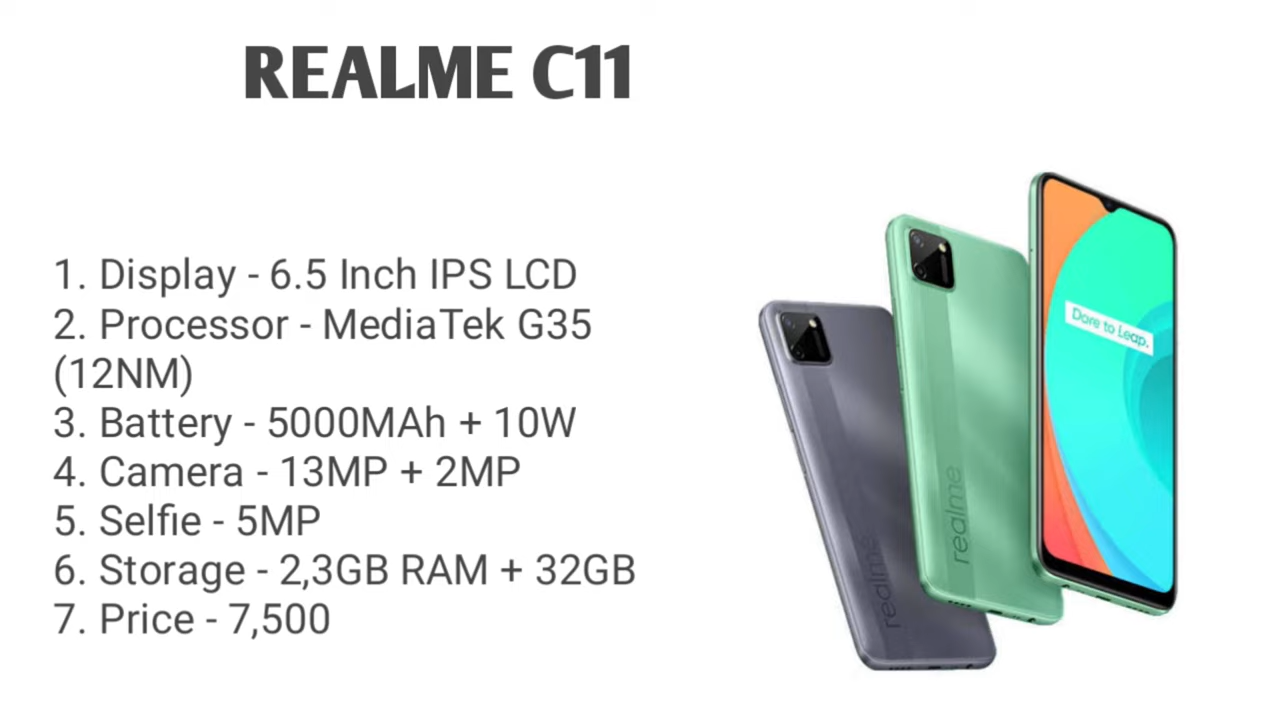 REALME C11
1. Display - 6.5 Inch IPS LCD
2. Processor - MediaTek G35
(12NM)
3. Battery - 5000MAh + 10W
4. Camera - 13MP + 2MP
5. Selfie - 5MP
6. Storage - 2,3GB RAM + 32GB
7. Price - 7,500
realme
realme
Dare to Leap.